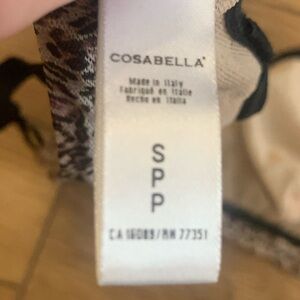 COSABELLA
Made in Italy
Fabriqué en Italie
Hecho en Italia
S
P
P
CA 16089/RN 77351